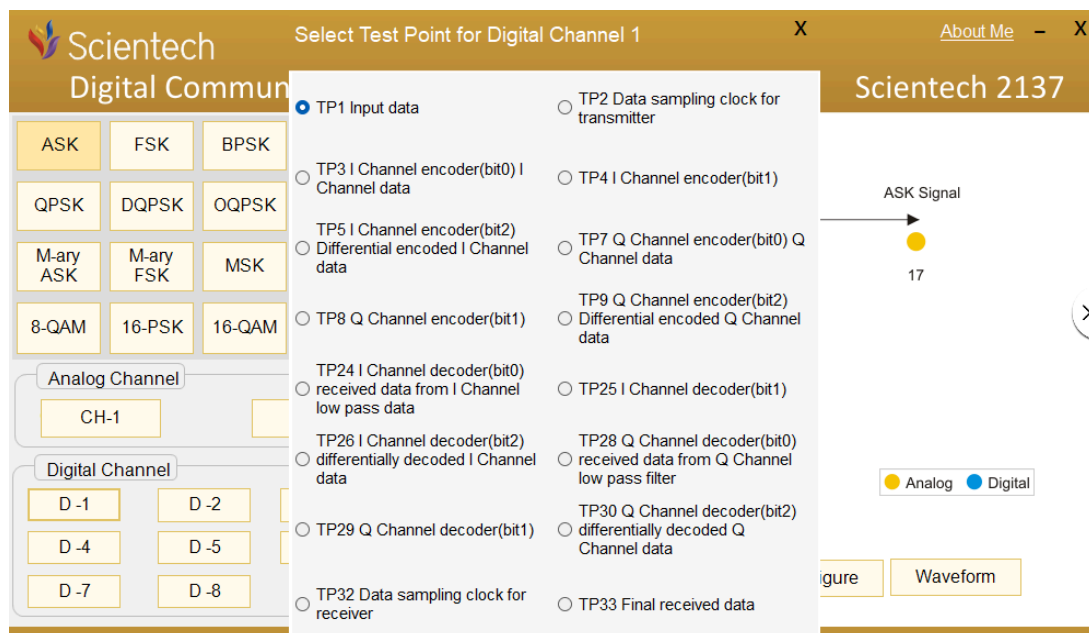 Scientech
Digital Commun
Select Test Point for Digital Channel 1
X
About Me
–
X
Scientech 2137
TP1 Input data
TP2 Data sampling clock for
transmitter
TP3 I Channel encoder(bit0) I
Channel data
TP4 I Channel encoder(bit1)
TP5 I Channel encoder(bit2)
Differential encoded I Channel
data
TP7 Q Channel encoder(bit0) Q
Channel data
TP8 Q Channel encoder(bit1)
TP9 Q Channel encoder(bit2)
Differential encoded Q Channel
data
TP24 I Channel decoder(bit0)
received data from I Channel
low pass data
TP25 I Channel decoder(bit1)
TP26 I Channel decoder(bit2)
differentially decoded I Channel
data
TP28 Q Channel decoder(bit0)
received data from Q Channel
low pass filter
TP29 Q Channel decoder(bit1)
TP30 Q Channel decoder(bit2)
differentially decoded Q
Channel data
TP32 Data sampling clock for
receiver
TP33 Final received data
ASK
FSK
BPSK
QPSK
DQPSK
OQPSK
M-ary
ASK
M-ary
FSK
MSK
8-QAM
16-PSK
16-QAM
Analog Channel
CH-1
Digital Channel
D -1
D -2
D -4
D -5
D -7
D -8
ASK Signal
17
Analog
Digital
igure
Waveform